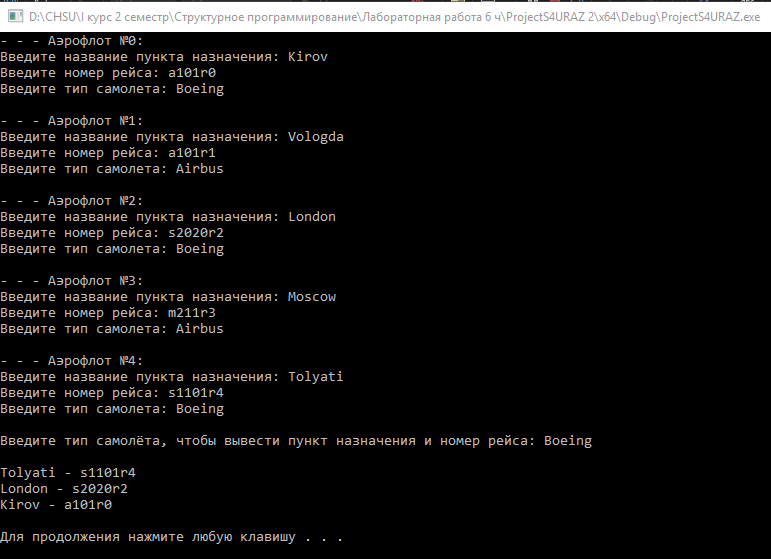 D:\CHSU\I курс 2 семестр\Структурное программирование\Лабораторная работа 6 ч\ProjectS4URAZ 2\x64\Debug\ProjectS4URAZ.exe
- - - Аэрофлот №0:
Введите название пункта назначения: Kirov
Введите номер рейса: a101r0
Введите тип самолета: Boeing
- - - Аэрофлот №1:
Введите название пункта назначения: Vologda
Введите номер рейса: a101r1
Введите тип самолета: Airbus
- - - Аэрофлот №2:
Введите название пункта назначения: London
Введите номер рейса: s2020r2
Введите тип самолета: Boeing
- - - Аэрофлот №3:
Введите название пункта назначения: Moscow
Введите номер рейса: m211r3
Введите тип самолета: Airbus
- - - Аэрофлот №4:
Введите название пункта назначения: Tolyati
Введите номер рейса: s1101r4
Введите тип самолета: Boeing
Введите тип самолёта, чтобы вывести пункт назначения и номер рейса: Boeing
Tolyati - s1101r4
London - s2020r2
Kirov - a101r0
Для продолжения нажмите любую клавишу . . .